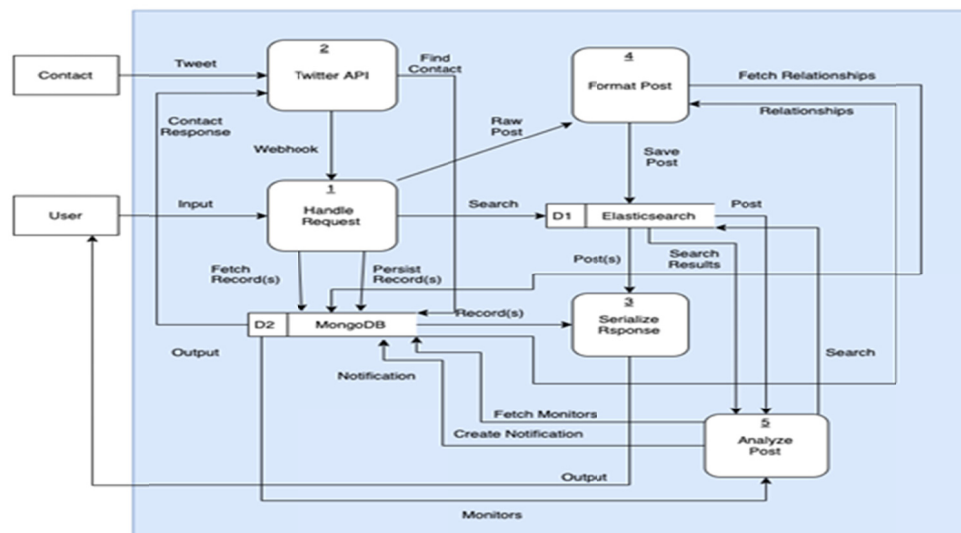 2
Twitter API
Find
Contact
4
Format Post
Fetch Relationships
Relationships
Contact
Tweet
Contact
Response
Webhook
Raw
Post
Save
Post
User
Input
1
Handle
Request
Search
D1
Elasticsearch
Post
Fetch
Record(s)
Persist
Record(s)
Post(s)
Search
Results
3
Serialize
Rsponse
D2
MongoDB
Record(s)
Output
Notification
Search
Fetch Monitors
Create Notification
5
Analyze
Post
Output
Monitors